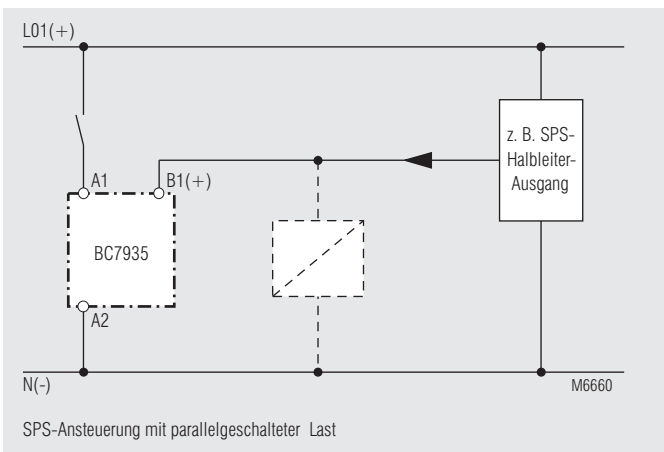 L01(+)
z. B. SPS-
Halbleiter-
Ausgang
A1
B1(+)
BC7935
A2
N(-)
M6660
SPS-Ansteuerung mit parallelgeschalteter Last